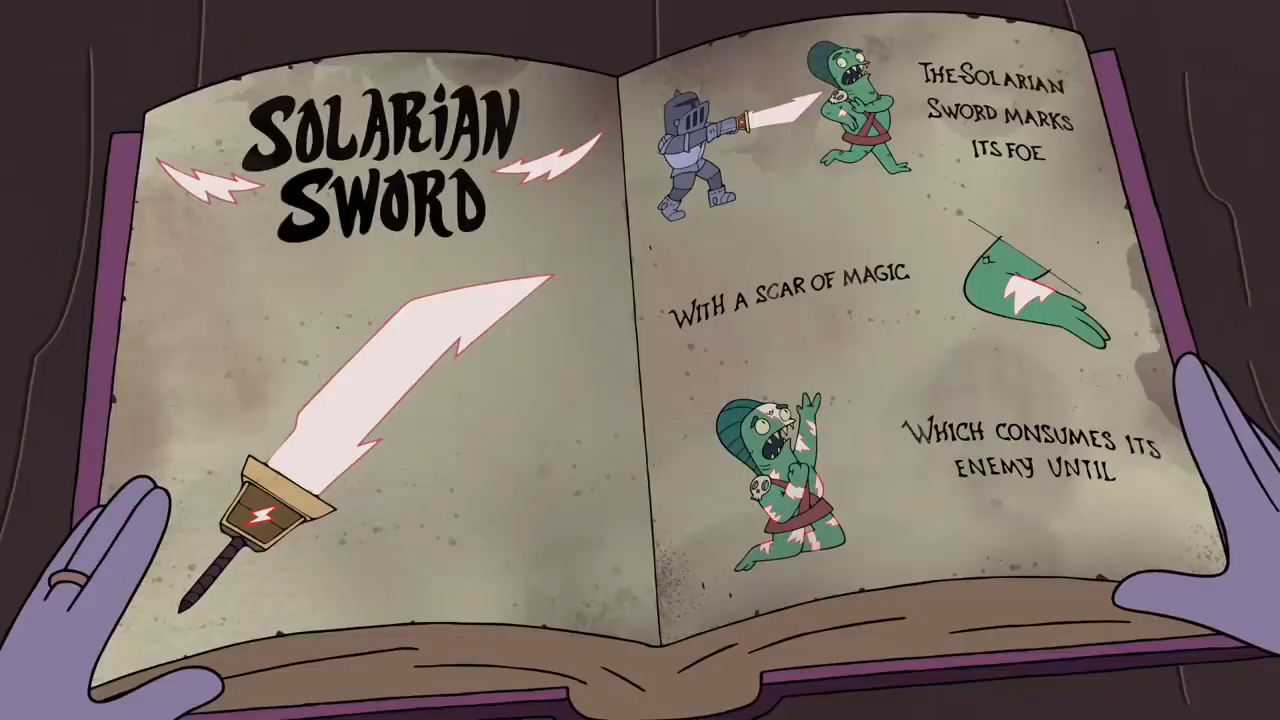 SOLARiAN
SWORD
THE SOLARIAN
SWORD MARKS
ITS FOE
WITH A SCAR OF MAGIC
WHICH CONSUMES ITS
ENEMY UNTIL